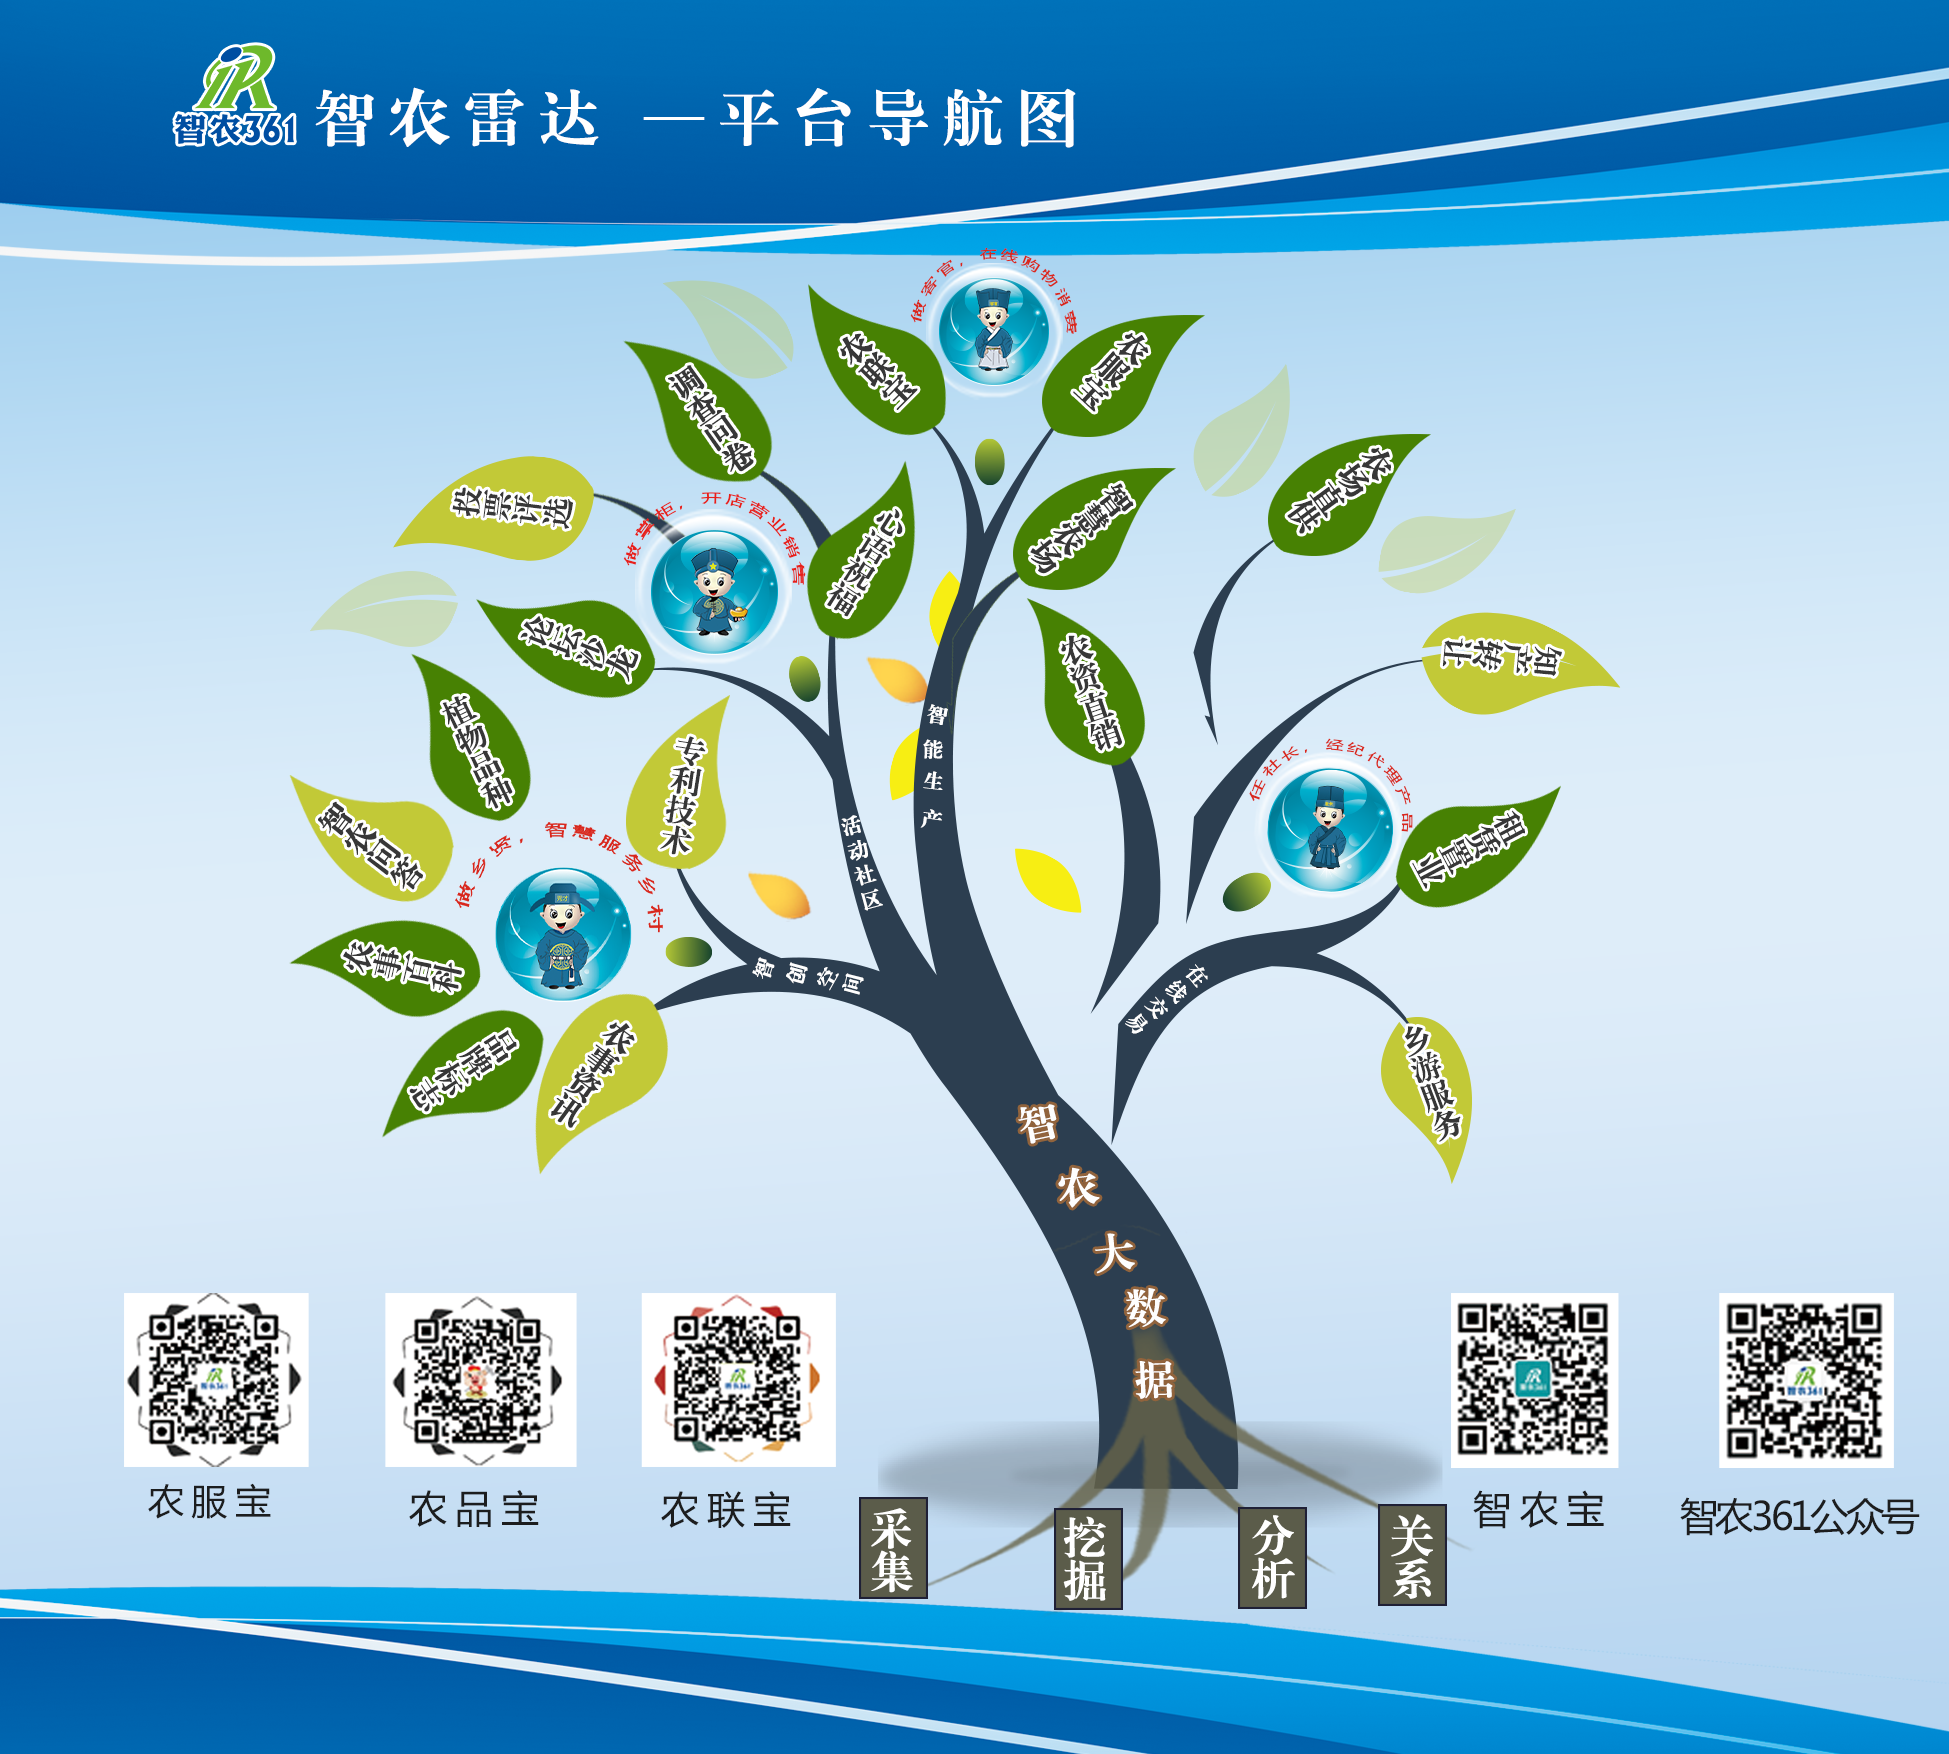 智农361
智农雷达 —平台导航图
做客官，在线购物消费
农联宝
农服宝
调查问卷
投票评选
做掌柜，开店营业销售
心语祝福
智慧农场
农场直供
论坛沙龙
农资直销
知产转让
植物品种
专利技术
智能生产
任社长，经纪代理产品
智农问答
活动社区
租赁置业
做乡贤，智慧服务乡村
农事百科
智创空间
在线交易
品牌标志
农事资讯
乡游服务
智农大数据
农服宝
农品宝
农联宝
采集
挖掘
分析
关系
智农宝
智农361公众号